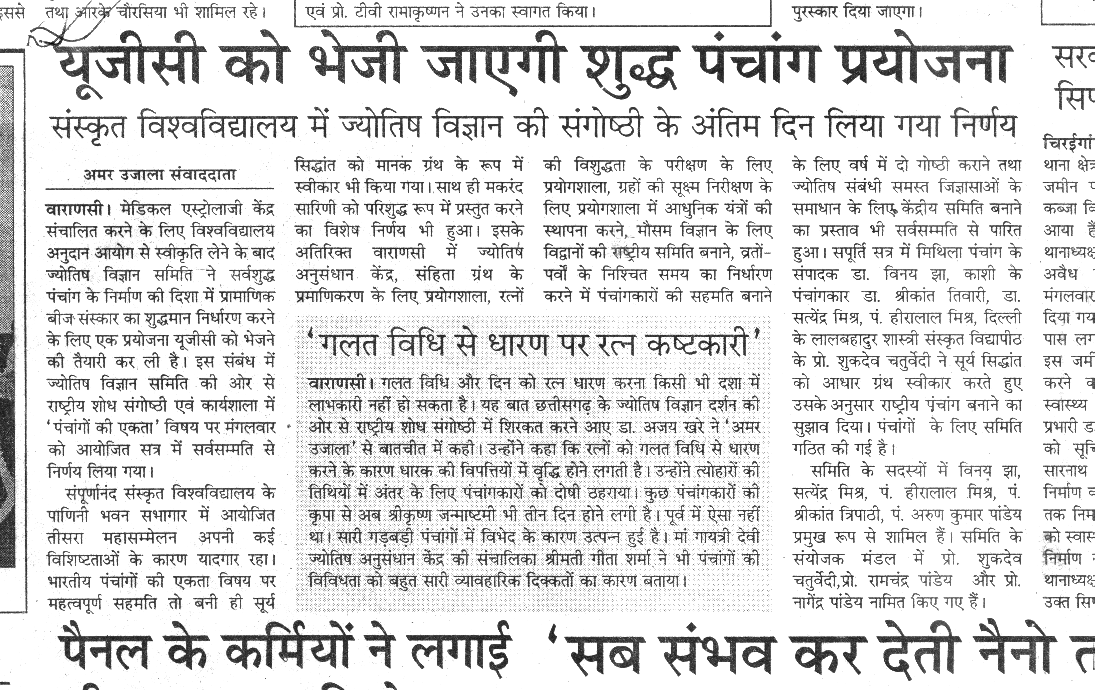 इससे
तथा आरके चौरसिया भी शामिल रहे।
एवं प्रो. टीवी रामाकृष्णन ने उनका स्वागत किया।
पुरस्कार दिया जाएगा।
यूजीसी को भेजी जाएगी शुद्ध पंचांग प्रयोजना
संस्कृत विश्वविद्यालय में ज्योतिष विज्ञान की संगोष्ठी के अंतिम दिन लिया गया निर्णय
अमर उजाला संवाददाता
वाराणसी। मेडिकल एस्ट्रोलाजी केंद्र
संचालित करने के लिए विश्वविद्यालय
अनुदान आयोग से स्वीकृति लेने के बाद
ज्योतिष विज्ञान समिति ने सर्वशुद्ध
पंचांग के निर्माण की दिशा में प्रामाणिक
बीज संस्कार का शुद्धमान निर्धारण करने
के लिए एक प्रयोजना यूजीसी को भेजने
की तैयारी कर ली है। इस संबंध में
ज्योतिष विज्ञान समिति की ओर से
राष्ट्रीय शोध संगोष्ठी एवं कार्यशाला में
'पंचांगों की एकता' विषय पर मंगलवार
को आयोजित सत्र में सर्वसम्मति से
निर्णय लिया गया।
संपूर्णानंद संस्कृत विश्वविद्यालय के
पाणिनी भवन सभागार में आयोजित
तीसरा महासम्मेलन अपनी कई
विशिष्टताओं के कारण यादगार रहा।
भारतीय पंचांगों की एकता विषय पर
महत्वपूर्ण सहमति तो बनी ही सूर्य
सिद्धांत को मानक ग्रंथ के रूप में
स्वीकार भी किया गया। साथ ही मकरंद
सारिणी को परिशुद्ध रूप में प्रस्तुत करने
का विशेष निर्णय भी हुआ। इसके
अतिरिक्त वाराणसी में ज्योतिष
अनुसंधान केंद्र, संहिता ग्रंथ के
प्रमाणिकरण के लिए प्रयोगशाला, रत्नों
की विशुद्धता के परीक्षण के लिए
प्रयोगशाला, ग्रहों की सूक्ष्म निरीक्षण के
लिए प्रयोगशाला में आधुनिक यंत्रों की
स्थापना करने, मौसम विज्ञान के लिए
विद्वानों की राष्ट्रीय समिति बनाने, व्रतों-
पर्वों के निश्चित समय का निर्धारण
करने में पंचांगकारों की सहमति बनाने
'गलत विधि से धारण पर रत्न कष्टकारी'
वाराणसी। गलत विधि और दिन को रत्न धारण करना किसी भी दशा में
लाभकारी नहीं हो सकता है। यह बात छत्तीसगढ़ के ज्योतिष विज्ञान दर्शन की
ओर से राष्ट्रीय शोध संगोष्ठी में शिरकत करने आए डा. अजय खरे ने 'अमर
उजाला' से बातचीत में कही। उन्होंने कहा कि रत्नों को गलत विधि से धारण
करने के कारण धारक की विपत्तियों में वृद्धि होने लगती है। उन्होंने त्योहारों की
तिथियों में अंतर के लिए पंचांगकारों को दोषी ठहराया। कुछ पंचांगकारों की
कृपा से अब श्रीकृष्ण जन्माष्टमी भी तीन दिन होने लगी है। पूर्व में ऐसा नहीं
था। सारी गड़बड़ी पंचांगों में विभेद के कारण उत्पन्न हुई है। मां गायत्री देवी
ज्योतिष अनुसंधान केंद्र की संचालिका श्रीमती गीता शर्मा ने भी पंचांगों की
विविधता को बहुत सारी व्यावहारिक दिक्कतों का कारण बताया।
के लिए वर्ष में दो गोष्ठी कराने तथा
ज्योतिष संबंधी समस्त जिज्ञासाओं के
समाधान के लिए केंद्रीय समिति बनाने
का प्रस्ताव भी सर्वसम्मति से पारित
हुआ। सपूर्ति सत्र में मिथिला पंचांग के
संपादक डा. विनय झा, काशी के
पंचांगकार डा. श्रीकांत तिवारी, डा.
सत्येंद्र मिश्र, पं. हीरालाल मिश्र, दिल्ली
के लालबहादुर शास्त्री संस्कृत विद्यापीठ
के प्रो. शुकदेव चतुर्वेदी ने सूर्य सिद्धांत
को आधार ग्रंथ स्वीकार करते हुए
उसके अनुसार राष्ट्रीय पंचांग बनाने का
सुझाव दिया। पंचांगों के लिए समिति
गठित की गई है।
समिति के सदस्यों में विनय झा,
सत्येंद्र मिश्र, पं. हीरालाल मिश्र, पं.
श्रीकांत त्रिपाठी, पं. अरुण कुमार पांडेय
प्रमुख रूप से शामिल हैं। समिति के
संयोजक मंडल में प्रो. शुकदेव
चतुर्वेदी,प्रो. रामचंद्र पांडेय और प्रो.
नागेंद्र पांडेय नामित किए गए हैं।
चिरईगां
थाना क्षेत्र
जमीन
कब्जा
आया है
थानाध्यक्ष
अवैध
मंगलवार
दिया गय
पास लग
इस जमी
करने
स्वास्थ्य
प्रभारी ड
को सूचि
सारनाथ
निर्माण
तक निम
को स्वास
निर्माण
थानाध्यक्ष
उक्त सि
पैनल के कर्मियों ने लगाई
'सब संभव कर देती नैनो